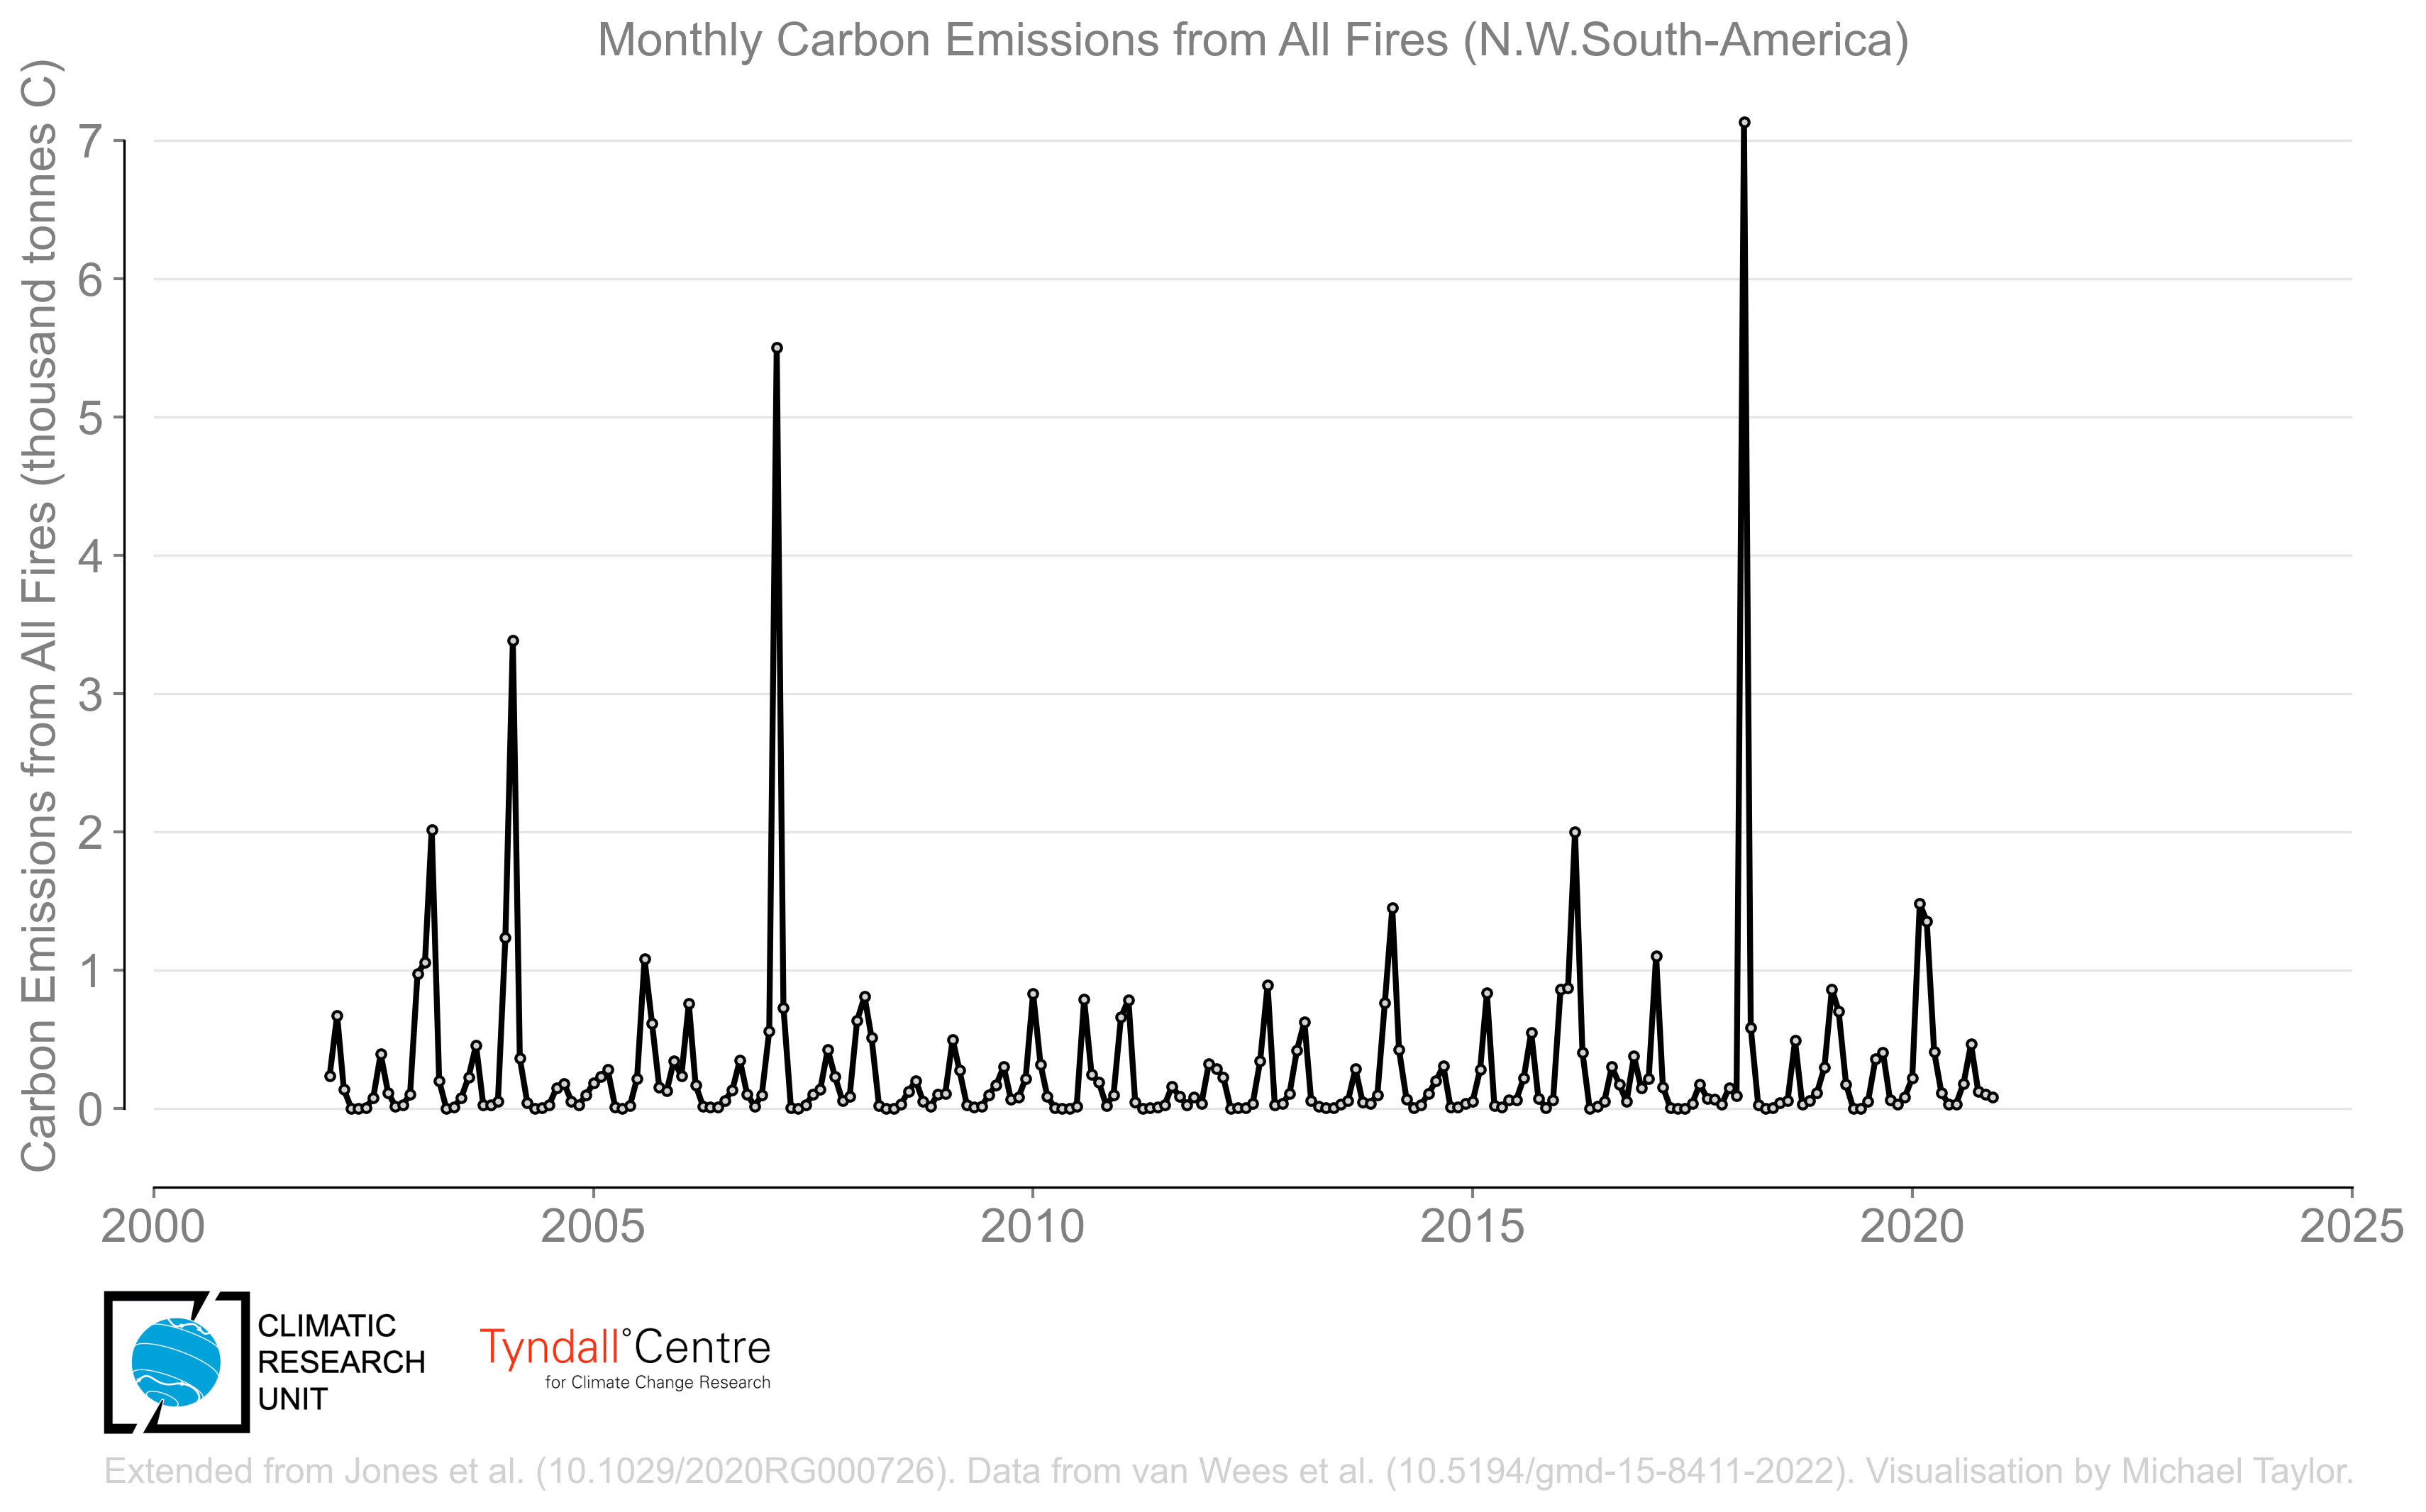 Monthly Carbon Emissions from All Fires (N.W.South-America)
Carbon Emissions from All Fires (thousand tonnes C)
7
6
5
4
3
2
1
0
2000 2005 2010 2015 2020 2025
CLIMATIC
RESEARCH
UNIT
Tyndall°Centre
for Climate Change Research
Extended from Jones et al. (10.1029/2020RG000726). Data from van Wees et al. (10.5194/gmd-15-8411-2022). Visualisation by Michael Taylor.